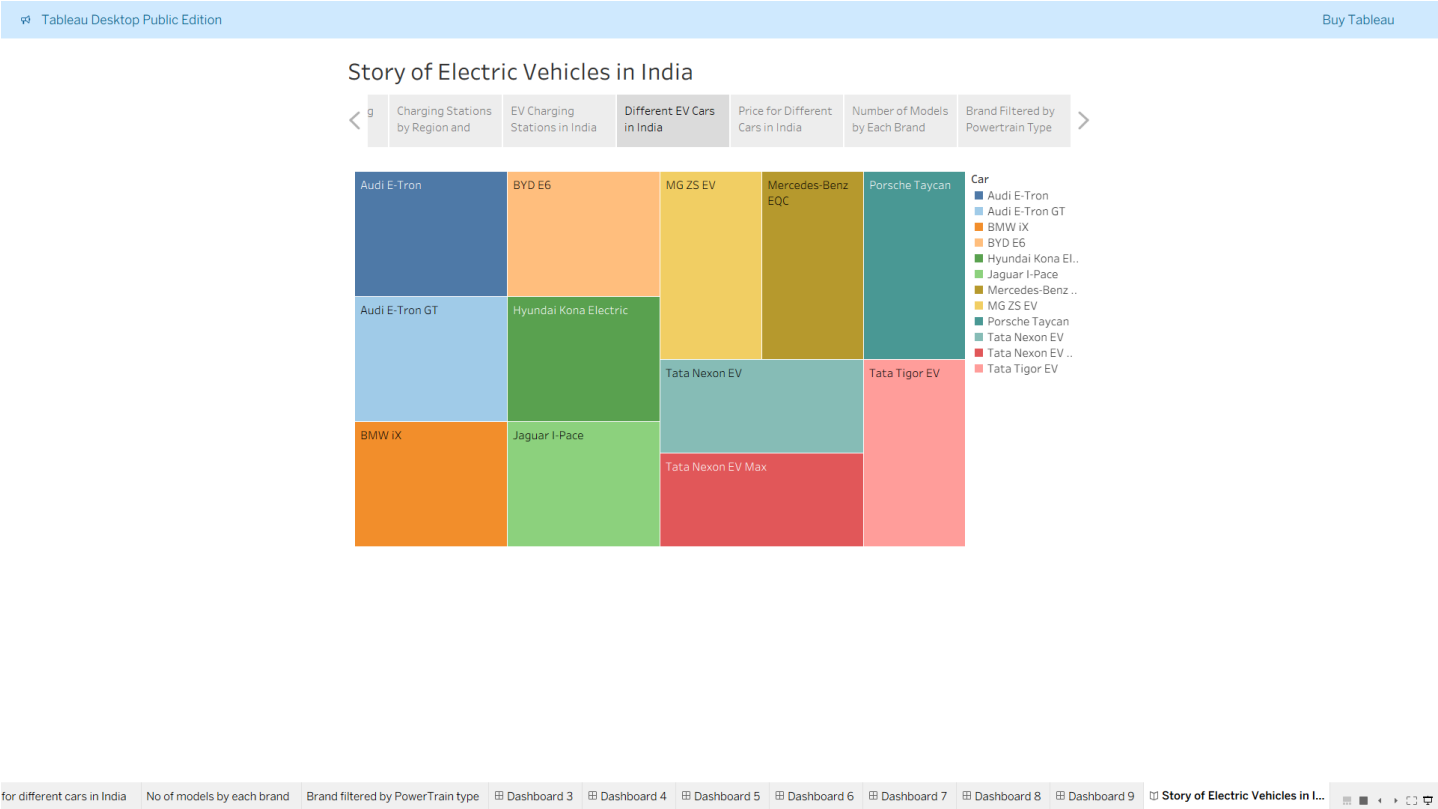 Tableau Desktop Public Edition
Buy Tableau
Story of Electric Vehicles in India
g
Charging Stations
by Region and
EV Charging
Stations in India
Different EV Cars
in India
Price for Different
Cars in India
Number of Models
by Each Brand
Brand Filtered by
Powertrain Type
Audi E-Tron
BYD E6
MG ZS EV
Mercedes-Benz
EQC
Porsche Taycan
Audi E-Tron GT
Hyundai Kona Electric
Tata Nexon EV
Tata Tigor EV
BMW iX
Jaguar I-Pace
Tata Nexon EV Max
Car
Audi E-Tron
Audi E-Tron GT
BMW iX
BYD E6
Hyundai Kona El..
Jaguar I-Pace
Mercedes-Benz ..
MG ZS EV
Porsche Taycan
Tata Nexon EV
Tata Nexon EV ..
Tata Tigor EV
for different cars in India
No of models by each brand
Brand filtered by PowerTrain type
Dashboard 3
Dashboard 4
Dashboard 5
Dashboard 6
Dashboard 7
Dashboard 8
Dashboard 9
Story of Electric Vehicles in I...